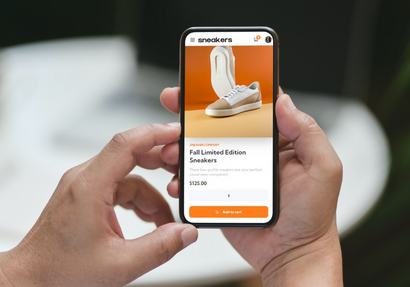 sneakers
SNEAKER COMPANY
Fall Limited Edition
Sneakers
$125.00
Add to cart